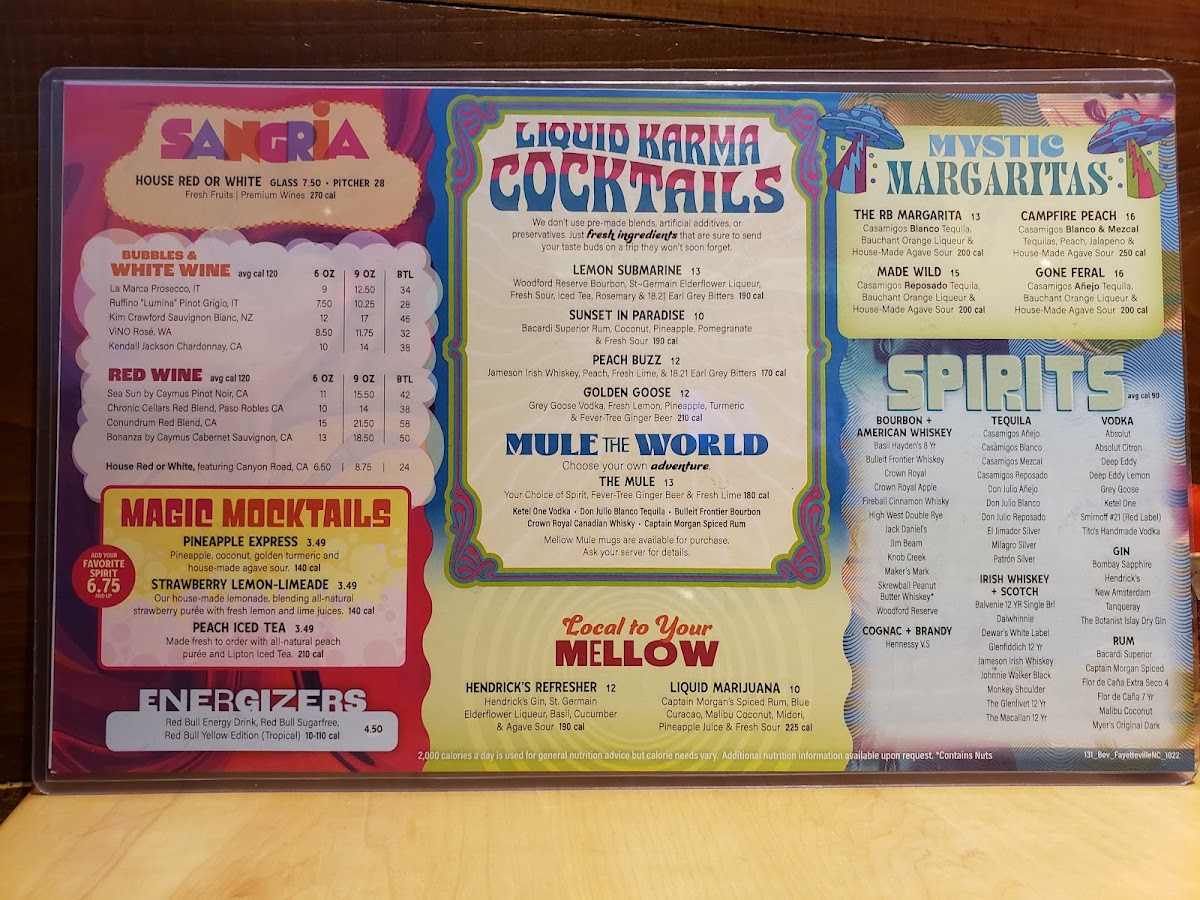 SANGRiA
HOUSE RED OR WHITE GLASS 7.50 • PITCHER 28
Fresh Fruits | Premium Wines 270 cal
BUBBLES &
WHITE WINE avg cal 120 6 OZ 9 OZ BTL
La Marca Prosecco, IT 9 12.50 34
Ruffino "Lumina" Pinot Grigio, IT 7.50 10.25 28
Kim Crawford Sauvignon Blanc, NZ 12 17 46
VINO Rosé, WA 8.50 11.75 32
Kendall Jackson Chardonnay, CA 10 14 38
RED WINE avg cal 120 6 OZ 9 OZ BTL
Sea Sun by Caymus Pinot Noir, CA 11 15.50 42
Chronic Cellars Red Blend, Paso Robles CA 10 14 38
Conundrum Red Blend, CA 15 21.50 58
Bonanza by Caymus Cabernet Sauvignon, CA 13 18.50 50
House Red or White, featuring Canyon Road, CA 6.50 | 8.75 | 24
MAGIC MOCKTAILS
ADD YOUR
FAVORITE
SPIRIT
6.75
AND UP
PINEAPPLE EXPRESS 3.49
Pineapple, coconut, golden turmeric and
house-made agave sour. 140 cal
STRAWBERRY LEMON-LIMEADE 3.49
Our house-made lemonade, blending all-natural
strawberry purée with fresh lemon and lime juices. 140 cal
PEACH ICED TEA 3.49
Made fresh to order with all-natural peach
purée and Lipton Iced Tea. 210 cal
ENERGIZERS
Red Bull Energy Drink, Red Bull Sugarfree,
Red Bull Yellow Edition (Tropical) 10-110 cal 4.50
LIQUID KARMA
COCKTAILS
We don't use pre-made blends, artificial additives, or
preservatives. Just fresh ingredients that are sure to send
your taste buds on a trip they won't soon forget.
LEMON SUBMARINE 13
Woodford Reserve Bourbon, St-Germain Elderflower Liqueur,
Fresh Sour, Iced Tea, Rosemary & 18.21 Earl Grey Bitters 190 cal
SUNSET IN PARADISE 10
Bacardi Superior Rum, Coconut, Pineapple, Pomegranate
& Fresh Sour 190 cal
PEACH BUZZ 12
Jameson Irish Whiskey, Peach, Fresh Lime, & 18.21 Earl Grey Bitters 170 cal
GOLDEN GOOSE 12
Grey Goose Vodka, Fresh Lemon, Pineapple, Turmeric
& Fever-Tree Ginger Beer 210 cal
MULE THE WORLD
Choose your own adventure.
THE MULE 13
Your Choice of Spirit, Fever-Tree Ginger Beer & Fresh Lime 180 cal
Ketel One Vodka • Don Julio Blanco Tequila • Bulleit Frontier Bourbon
Crown Royal Canadian Whisky • Captain Morgan Spiced Rum
Mellow Mule mugs are available for purchase.
Ask your server for details.
Local to Your
MELLOW
HENDRICK'S REFRESHER 12
Hendrick's Gin, St. Germain
Elderflower Liqueur, Basil, Cucumber
& Agave Sour 190 cal
LIQUID MARIJUANA 10
Captain Morgan's Spiced Rum, Blue
Curacao, Malibu Coconut, Midori,
Pineapple Juice & Fresh Sour 225 cal
MYSTIC
MARGARITAS
THE RB MARGARITA 13
Casamigos Blanco Tequila,
Bauchant Orange Liqueur &
House-Made Agave Sour 200 cal
CAMPFIRE PEACH 16
Casamigos Blanco & Mezcal
Tequilas, Peach, Jalapeno &
House-Made Agave Sour 250 cal
MADE WILD 15
Casamigos Reposado Tequila,
Bauchant Orange Liqueur &
House-Made Agave Sour 200 cal
GONE FERAL 16
Casamigos Añejo Tequila,
Bauchant Orange Liqueur &
House-Made Agave Sour 200 cal
SPIRITS avg cal 90
BOURBON +
AMERICAN WHISKEY
Basil Hayden's 8 Yr
Bulleit Frontier Whiskey
Crown Royal
Crown Royal Apple
Fireball Cinnamon Whisky
High West Double Rye
Jack Daniel's
Jim Beam
Knob Creek
Maker's Mark
Skrewball Peanut
Butter Whiskey*
Woodford Reserve
COGNAC + BRANDY
Hennessy V.S
TEQUILA
Casamigos Añejo
Casamigos Blanco
Casamigos Mezcal
Casamigos Reposado
Don Julio Añejo
Don Julio Blanco
Don Julio Reposado
El Jimador Silver
Milagro Silver
Patrón Silver
IRISH WHISKEY
+ SCOTCH
Balvenie 12 YR Single Brl
Dalwhinnie
Dewar's White Label
Glenfiddich 12 Yr
Jameson Irish Whiskey
Johnnie Walker Black
Monkey Shoulder
The Glenlivet 12 Yr
The Macallan 12 Yr
VODKA
Absolut
Absolut Citron
Deep Eddy
Deep Eddy Lemon
Grey Goose
Ketel One
Smirnoff #21 (Red Label)
Tito's Handmade Vodka
GIN
Bombay Sapphire
Hendrick's
New Amsterdam
Tanqueray
The Botanist Islay Dry Gin
RUM
Bacardi Superior
Captain Morgan Spiced
Flor de Caña Extra Seco 4
Flor de Caña 7 Yr
Malibu Coconut
Myer's Original Dark
2,000 calories a day is used for general nutrition advice but calorie needs vary. Additional nutrition information available upon request. *Contains Nuts
131_Bev_FayettevilleNC_1022